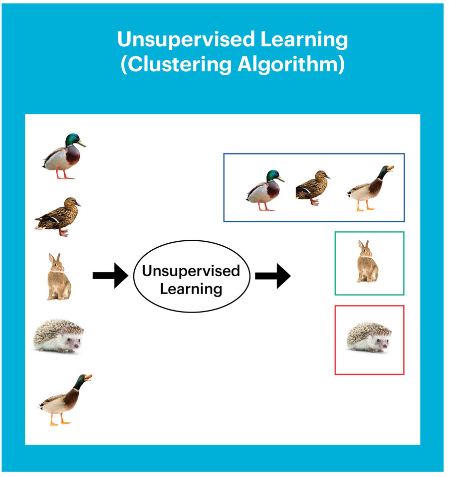 Unsupervised Learning
(Clustering Algorithm)
Unsupervised
Learning